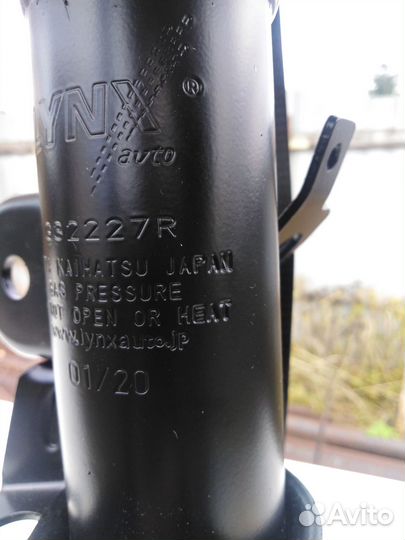 LYNX ®
auto
G32227R
KAIHATSU JAPAN
GAS PRESSURE
NOT OPEN OR HEAT
www.lynxauto.jp
01/20
Avito